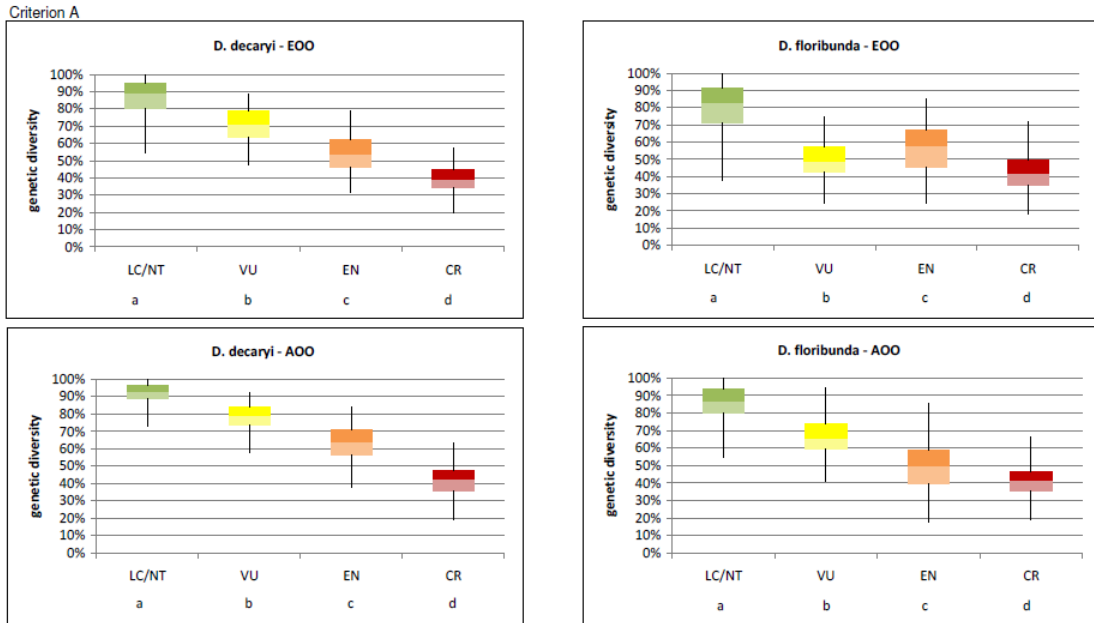 Criterion A
D. decaryi - EOO
genetic diversity
100%
90%
80%
70%
60%
50%
40%
30%
20%
10%
0%
LC/NT VU EN CR
a b c d
D. floribunda - EOO
genetic diversity
100%
90%
80%
70%
60%
50%
40%
30%
20%
10%
0%
LC/NT VU EN CR
a b c d
D. decaryi - AOO
genetic diversity
100%
90%
80%
70%
60%
50%
40%
30%
20%
10%
0%
LC/NT VU EN CR
a b c d
D. floribunda - AOO
genetic diversity
100%
90%
80%
70%
60%
50%
40%
30%
20%
10%
0%
LC/NT VU EN CR
a b c d